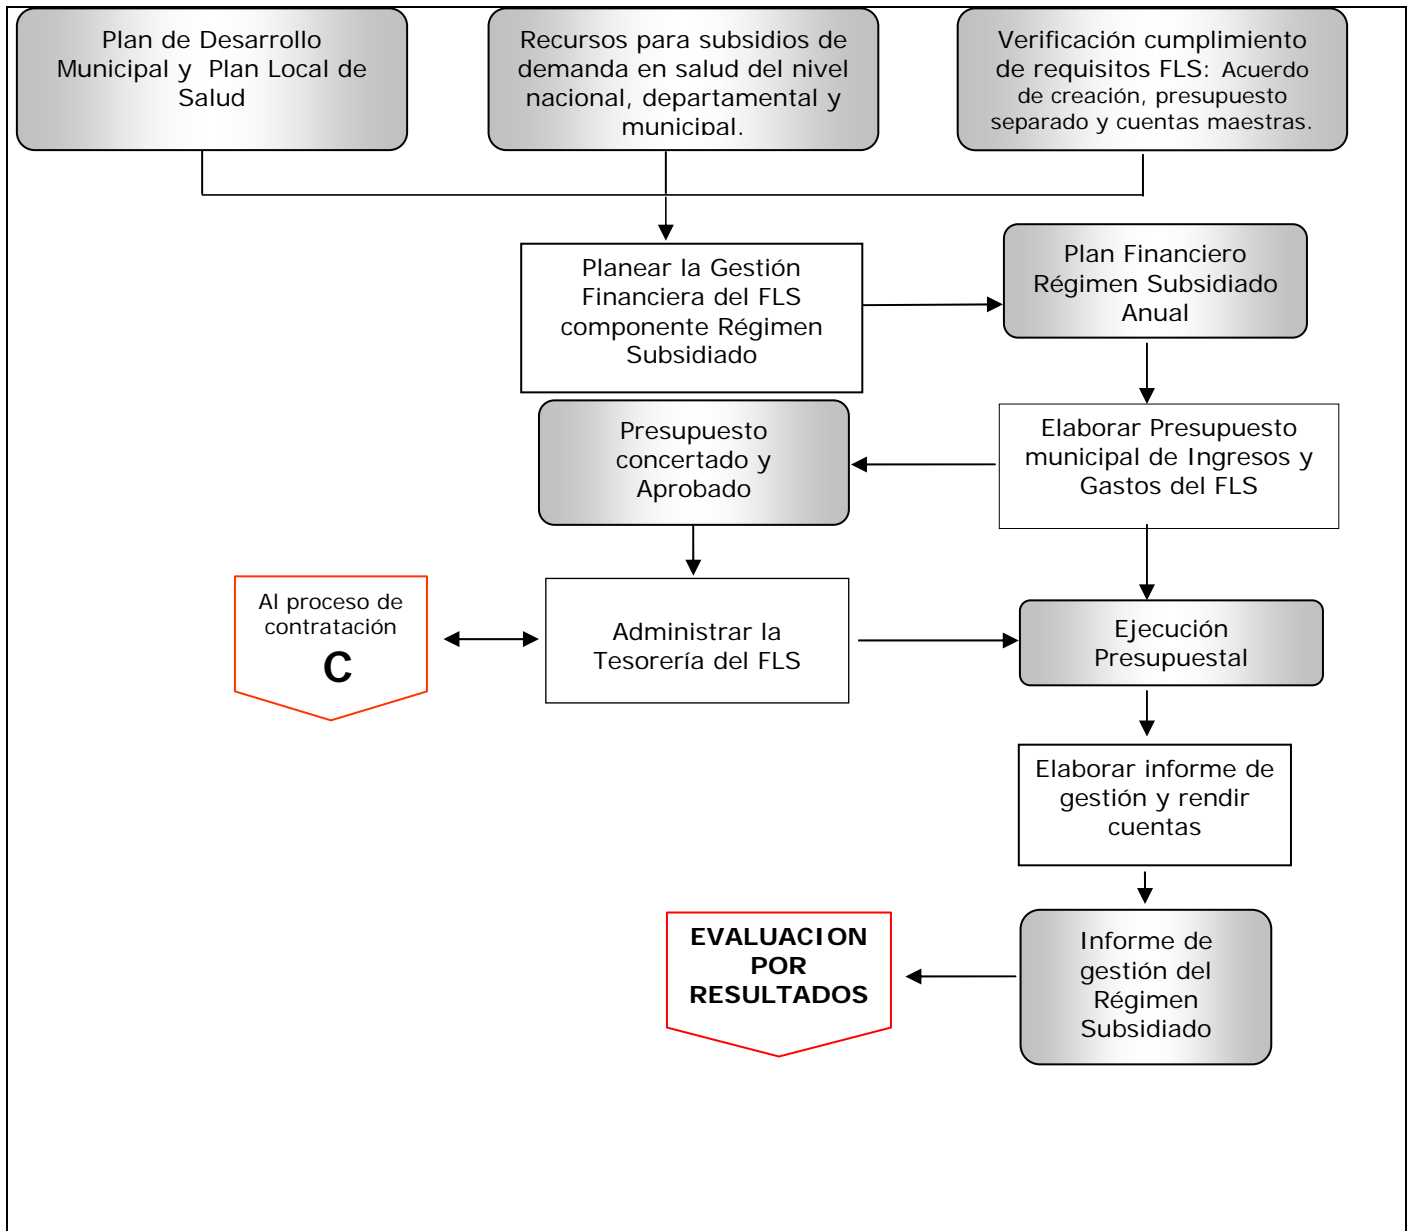 Plan de Desarrollo
Municipal y Plan Local de
Salud
Recursos para subsidios de
demanda en salud del nivel
nacional, departamental y
municipal.
Verificación cumplimiento
de requisitos FLS: Acuerdo
de creación, presupuesto
separado y cuentas maestras.
Planear la Gestión
Financiera del FLS
componente Régimen
Subsidiado
Plan Financiero
Régimen Subsidiado
Anual
Presupuesto
concertado y
Aprobado
Elaborar Presupuesto
municipal de Ingresos y
Gastos del FLS
Al proceso de
contratación
C
Administrar la
Tesorería del FLS
Ejecución
Presupuestal
Elaborar informe de
gestión y rendir
cuentas
EVALUACION
POR
RESULTADOS
Informe de
gestión del
Régimen
Subsidiado